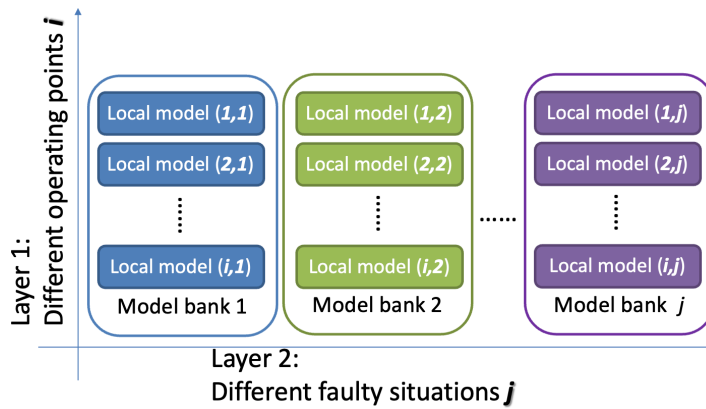 Layer 1:
Different operating points i
Local model (1,1)
Local model (2,1)
Local model (i,1)
Model bank 1
Local model (1,2)
Local model (2,2)
Local model (i,2)
Model bank 2
Local model (1,j)
Local model (2,j)
Local model (i,j)
Model bank j
Layer 2:
Different faulty situations j